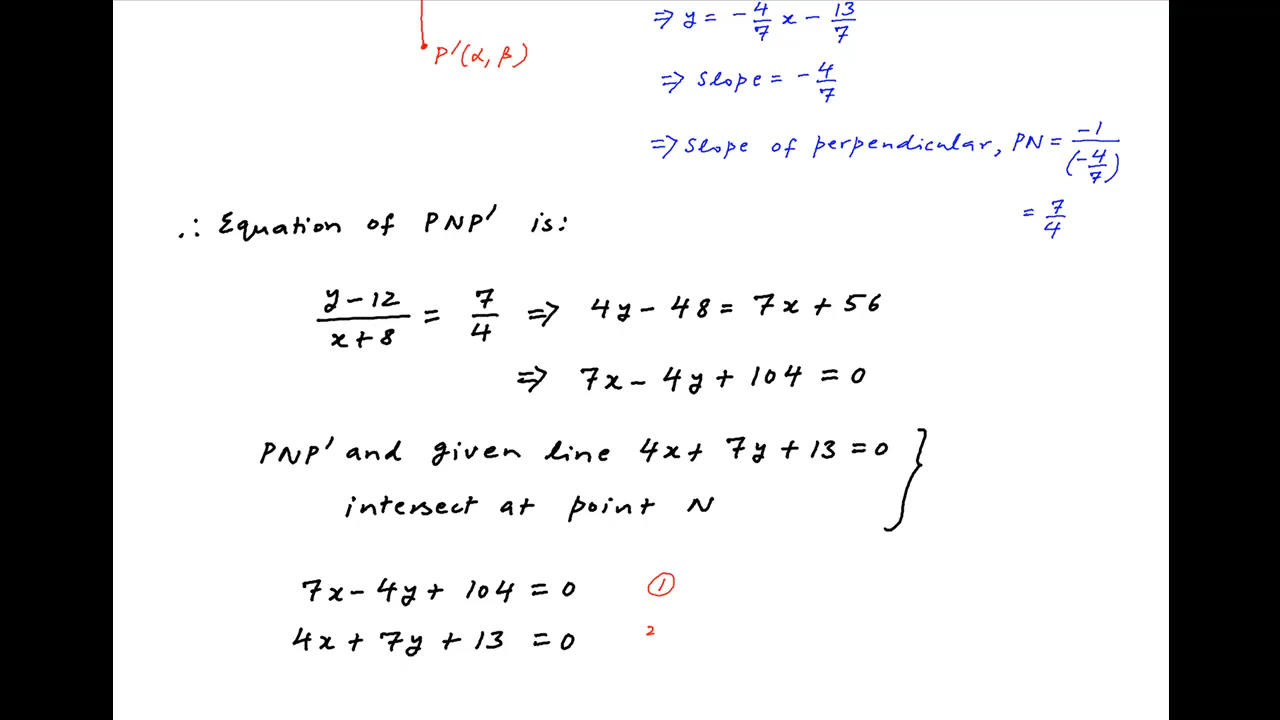 ⇒ y = -4/7 x - 13/7
P'(α, β)
⇒ Slope = -4/7
⇒ Slope of perpendicular, PN = -1/(-4/7)
= 7/4
∴ Equation of PNP' is:
(y-12)/(x+8) = 7/4 ⇒ 4y - 48 = 7x + 56
⇒ 7x - 4y + 104 = 0
PNP' and given line 4x + 7y + 13 = 0 }
intersect at point N
7x - 4y + 104 = 0 ①
4x + 7y + 13 = 0 2